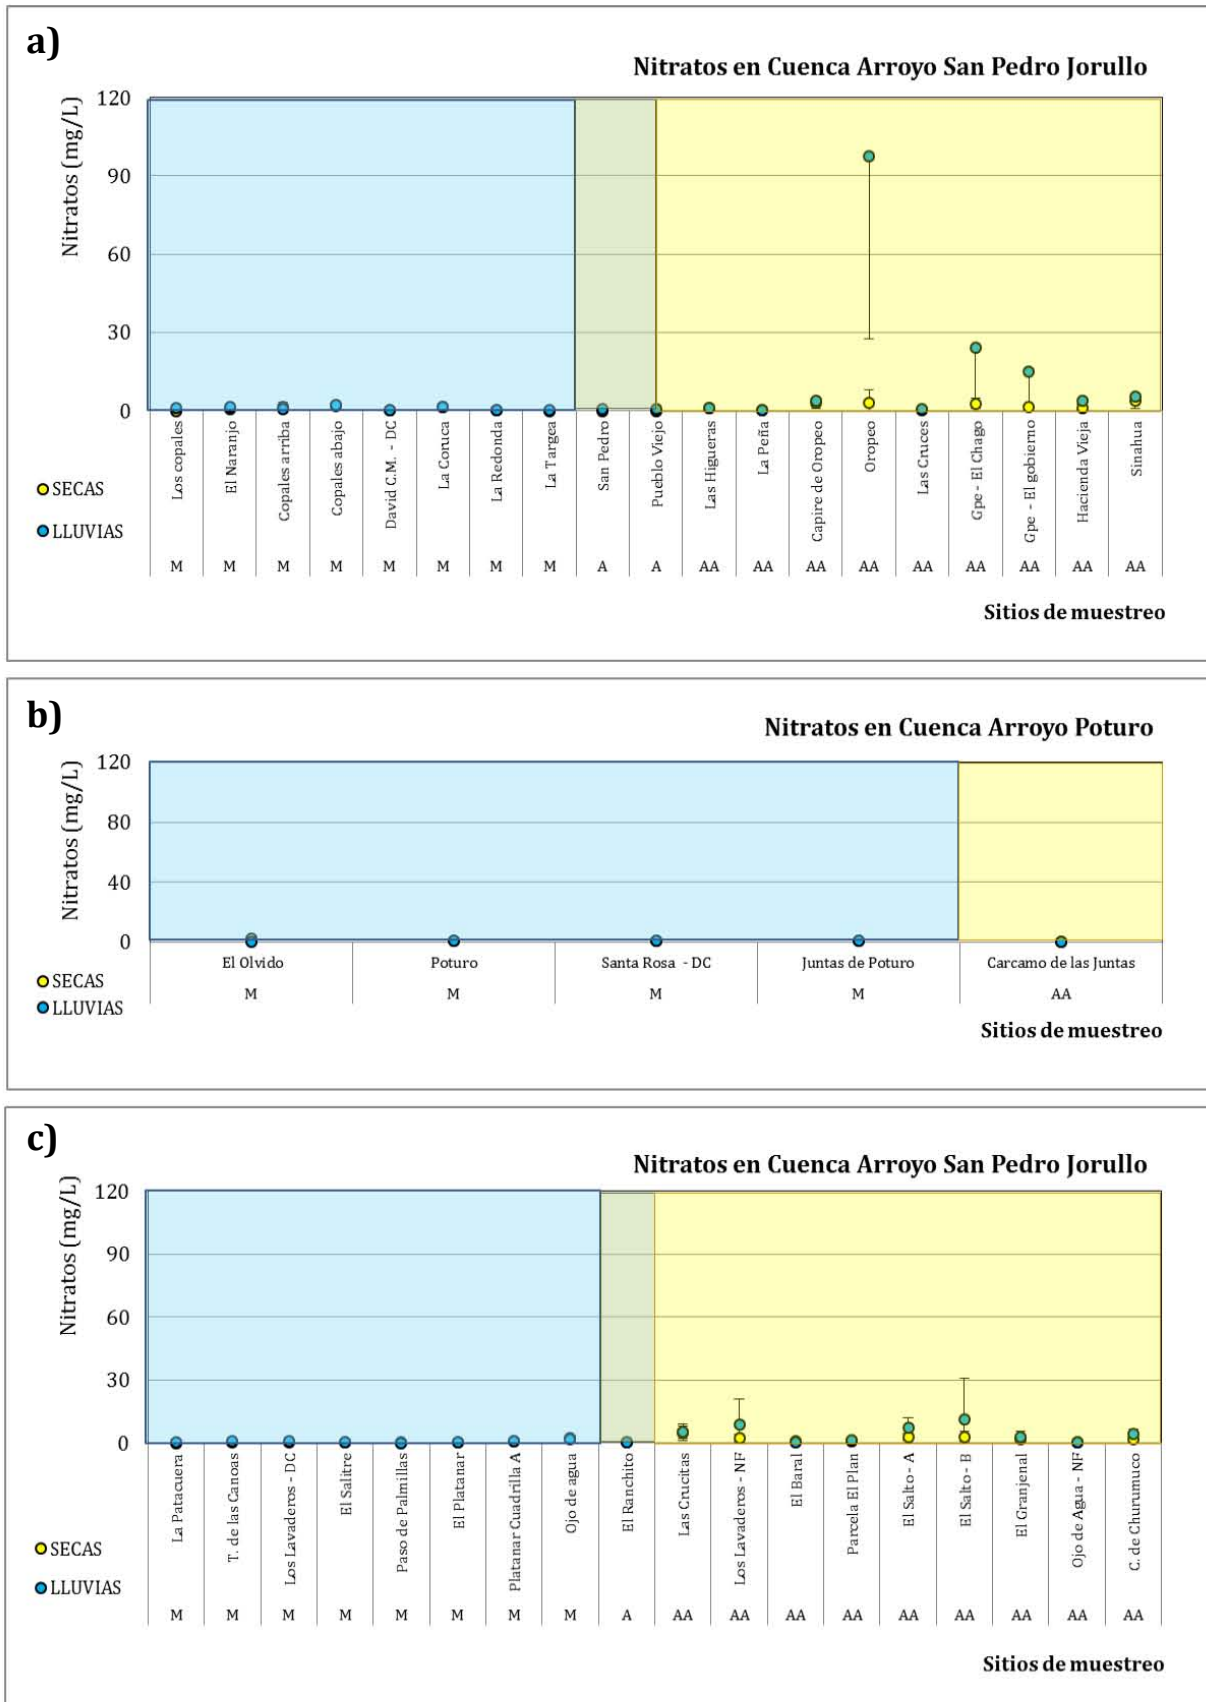 a)
Nitratos en Cuenca Arroyo San Pedro Jorullo
Nitratos (mg/L)
120
90
60
30
0
Los copales
El Naranjo
Copales arriba
Copales abajo
David C.M. - DC
La Coruca
La Redonda
La Targea
San Pedro
Pueblo Viejo
Las Higueras
La Peña
Capire de Oropeo
Oropeo
Las Cruces
Gpe - El Chago
Gpe - El gobierno
Hacienda Vieja
Sinahua
SECAS
LLUVIAS
M M M M M M M M A A AA AA AA AA AA AA AA AA AA
Sitios de muestreo
b)
Nitratos en Cuenca Arroyo Poturo
Nitratos (mg/L)
120
80
40
0
El Olvido Poturo Santa Rosa - DC Juntas de Poturo Carcamo de las Juntas
SECAS
LLUVIAS
M M M M AA
Sitios de muestreo
c)
Nitratos en Cuenca Arroyo San Pedro Jorullo
Nitratos (mg/L)
120
90
60
30
0
La Patacuera
T. de las Canoas
Los Lavaderos - DC
El Salitre
Paso de Palmillas
El Platanar
Platanar Cuadrilla A
Ojo de agua
El Ranchito
Las Crucitas
Los Lavaderos - NF
El Baral
Parcela El Plan
El Salto - A
El Salto - B
El Granjenal
Ojo de Agua - NF
C. de Churumuco
SECAS
LLUVIAS
M M M M M M M M A AA AA AA AA AA AA AA AA AA
Sitios de muestreo